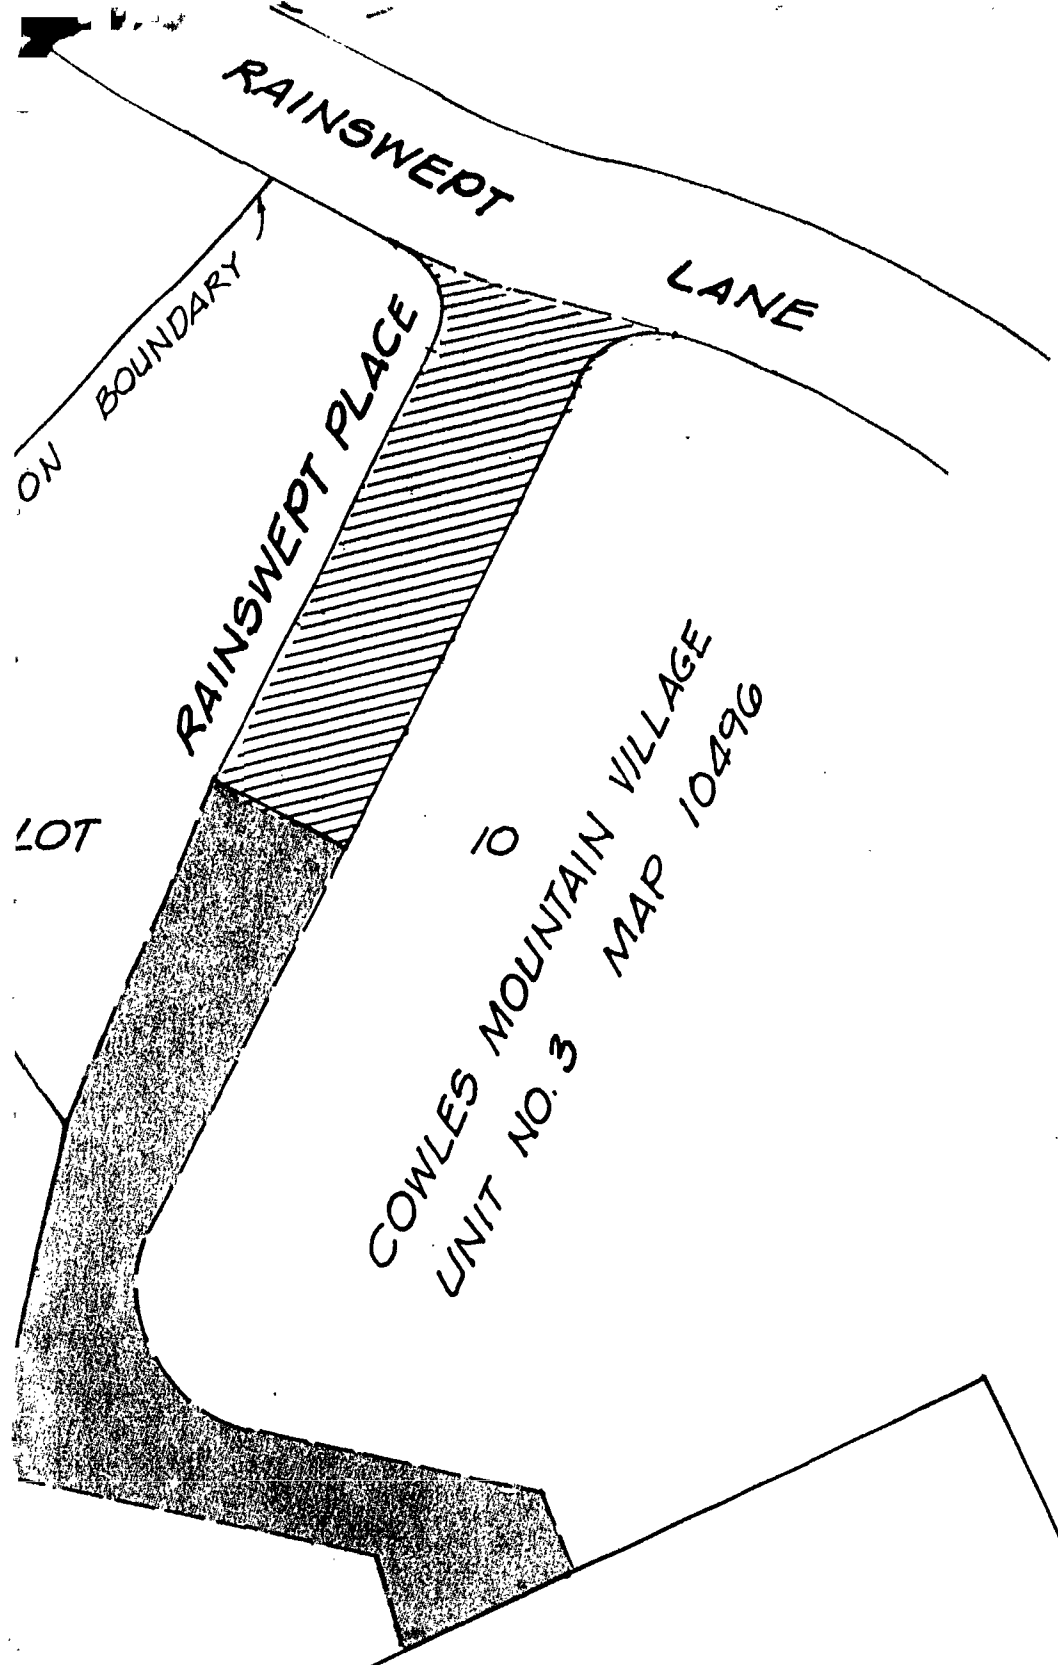 RAINSWEPT LANE
ON BOUNDARY
RAINSWEPT PLACE
LOT
10
COWLES MOUNTAIN VILLAGE
UNIT NO. 3 MAP 10496